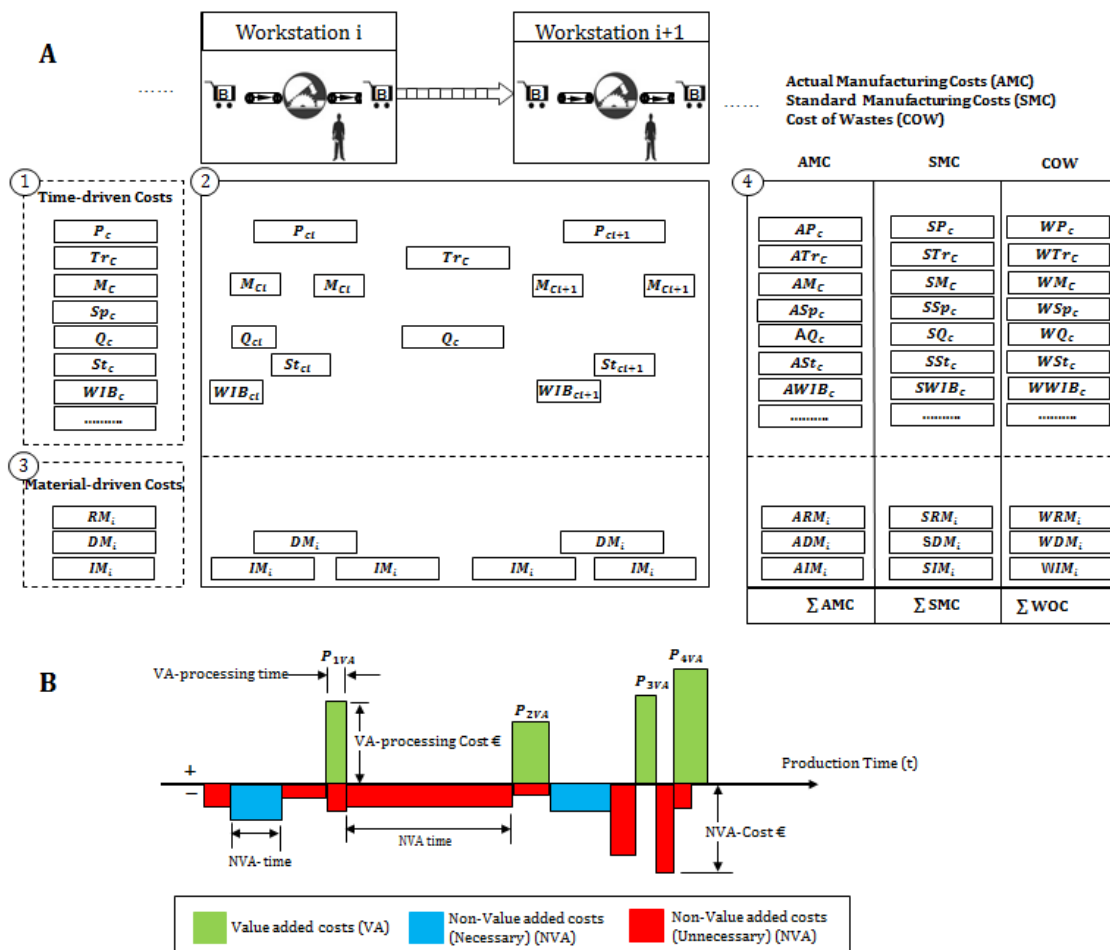 A
Workstation i
Workstation i+1
B
B
B
B
……
……
Actual Manufacturing Costs (AMC)
Standard Manufacturing Costs (SMC)
Cost of Wastes (COW)
AMC SMC COW
1
Time-driven Costs
P_c
Tr_C
M_C
Sp_c
Q_c
St_c
WIB_c
...........
2
P_ci P_ci+1
Tr_C
M_Ci M_Ci M_Ci+1 M_Ci+1
Q_ci Q_c
St_ci St_ci+1
WIB_ci WIB_ci+1
3
Material-driven Costs
RM_i
DM_i
IM_i
DM_i DM_i
IM_i IM_i IM_i IM_i
4
AP_c SP_c WP_c
ATr_C STr_C WTr_C
AM_C SM_C WM_C
ASp_c SSp_c WSp_c
AQ_c SQ_c WQ_c
ASt_c SSt_c WSt_c
AWIB_c SWIB_c WWIB_c
........... ........... ...........
ARM_i SRM_i WRM_i
ADM_i SDM_i WDM_i
AIM_i SIM_i WIM_i
∑ AMC ∑ SMC ∑ WOC
B
VA-processing time
P_1VA
P_2VA
P_3VA
P_4VA
VA-processing Cost €
Production Time (t)
+
−
NVA- time
NVA time
NVA-Cost €
Value added costs (VA)
Non-Value added costs
(Necessary) (NVA)
Non-Value added costs
(Unnecessary) (NVA)